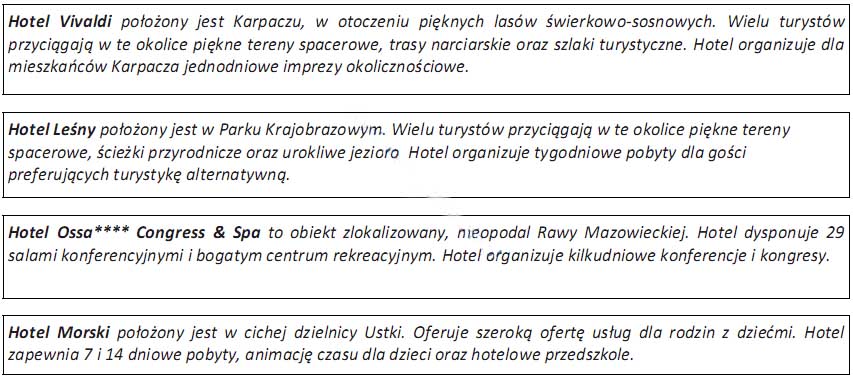 Hotel Vivaldi położony jest Karpaczu, w otoczeniu pięknych lasów świerkowo-sosnowych. Wielu turystów
przyciągają w te okolice piękne tereny spacerowe, trasy narciarskie oraz szlaki turystyczne. Hotel organizuje dla
mieszkańców Karpacza jednodniowe imprezy okolicznościowe.
Hotel Leśny położony jest w Parku Krajobrazowym. Wielu turystów przyciągają w te okolice piękne tereny
spacerowe, ścieżki przyrodnicze oraz urokliwe jezioro Hotel organizuje tygodniowe pobyty dla gości
preferujących turystykę alternatywną.
Hotel Ossa**** Congress & Spa to obiekt zlokalizowany, nieopodal Rawy Mazowieckiej. Hotel dysponuje 29
salami konferencyjnymi i bogatym centrum rekreacyjnym. Hotel organizuje kilkudniowe konferencje i kongresy.
Hotel Morski położony jest w cichej dzielnicy Ustki. Oferuje szeroką ofertę usług dla rodzin z dziećmi. Hotel
zapewnia 7 i 14 dniowe pobyty, animację czasu dla dzieci oraz hotelowe przedszkole.